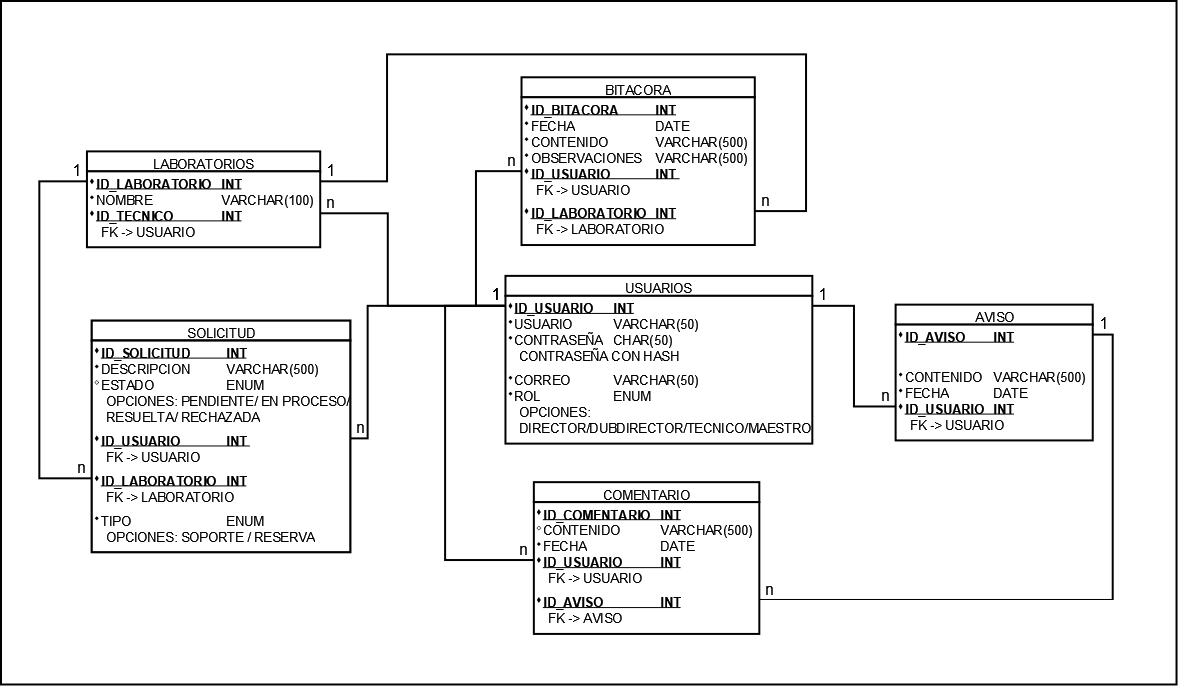 BITACORA
ID_BITACORA INT
FECHA DATE
CONTENIDO VARCHAR(500)
OBSERVACIONES VARCHAR(500)
ID_USUARIO INT
FK -> USUARIO
ID_LABORATORIO INT
FK -> LABORATORIO
n
n
LABORATORIOS
ID_LABORATORIO INT
NOMBRE VARCHAR(100)
ID_TECNICO INT
FK -> USUARIO
1
1
n
USUARIOS
ID_USUARIO INT
USUARIO VARCHAR(50)
CONTRASEÑA CHAR(50)
CONTRASEÑA CON HASH
CORREO VARCHAR(50)
ROL ENUM
OPCIONES:
DIRECTOR/DUBDIRECTOR/TECNICO/MAESTRO
1
1
AVISO
ID_AVISO INT
CONTENIDO VARCHAR(500)
FECHA DATE
ID_USUARIO INT
FK -> USUARIO
1
n
SOLICITUD
ID_SOLICITUD INT
DESCRIPCION VARCHAR(500)
ESTADO ENUM
OPCIONES: PENDIENTE/ EN PROCESO/
RESUELTA/ RECHAZADA
ID_USUARIO INT
FK -> USUARIO
ID_LABORATORIO INT
FK -> LABORATORIO
TIPO ENUM
OPCIONES: SOPORTE / RESERVA
n
n
COMENTARIO
ID_COMENTARIO INT
CONTENIDO VARCHAR(500)
FECHA DATE
ID_USUARIO INT
FK -> USUARIO
ID_AVISO INT
FK -> AVISO
n
n